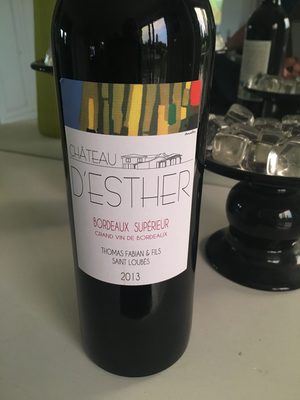 CHÂTEAU
D'ESTHER
BORDEAUX SUPÉRIEUR
GRAND VIN DE BORDEAUX
THOMAS FABIAN & FILS
SAINT LOUBÈS
2013